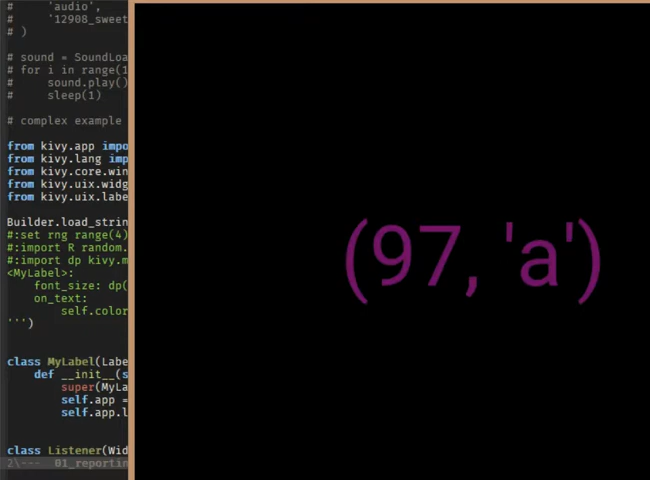 #     'audio',
#     '12908_sweet
# )
# sound = SoundLoa
# for i in range(1
#     sound.play()
#     sleep(1)
# complex example
from kivy.app impo
from kivy.lang imp
from kivy.core.win
from kivy.uix.widg
from kivy.uix.labe
Builder.load_strin
#:set rng range(4)
#:import R random.
#:import dp kivy.m
<MyLabel>:
    font_size: dp(
    on_text:
        self.color
''')
class MyLabel(Labe
    def __init__(s
        super(MyLa
        self.app =
        self.app.l
class Listener(Wid
2\--- 01_reportin
(97, 'a')